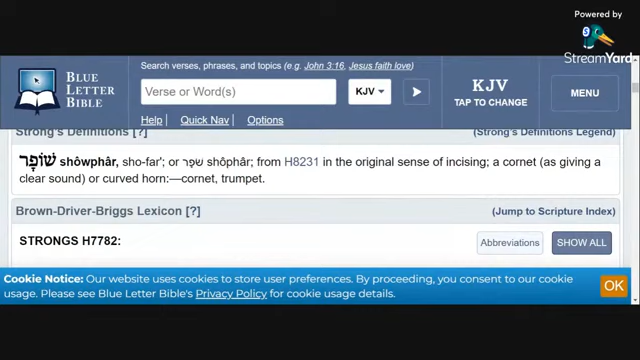 Powered by
StreamYard
Search verses, phrases, and topics (e.g. John 3:16, Jesus faith love)
BLUE
LETTER
BIBLE
Verse or Word(s)
KJV
KJV
TAP TO CHANGE
MENU
Help | Quick Nav | Options
Strong's Definitions [?]
(Strong's Definitions Legend)
שׁוֹפָר shôwphâr, sho-far'; or שֹׁפָר shôphâr; from H8231 in the original sense of incising; a cornet (as giving a
clear sound) or curved horn:—cornet, trumpet.
Brown-Driver-Briggs Lexicon [?]
(Jump to Scripture Index)
STRONGS H7782:
Abbreviations
SHOW ALL
Cookie Notice: Our website uses cookies to store user preferences. By proceeding, you consent to our cookie
usage. Please see Blue Letter Bible's Privacy Policy for cookie usage details.
OK